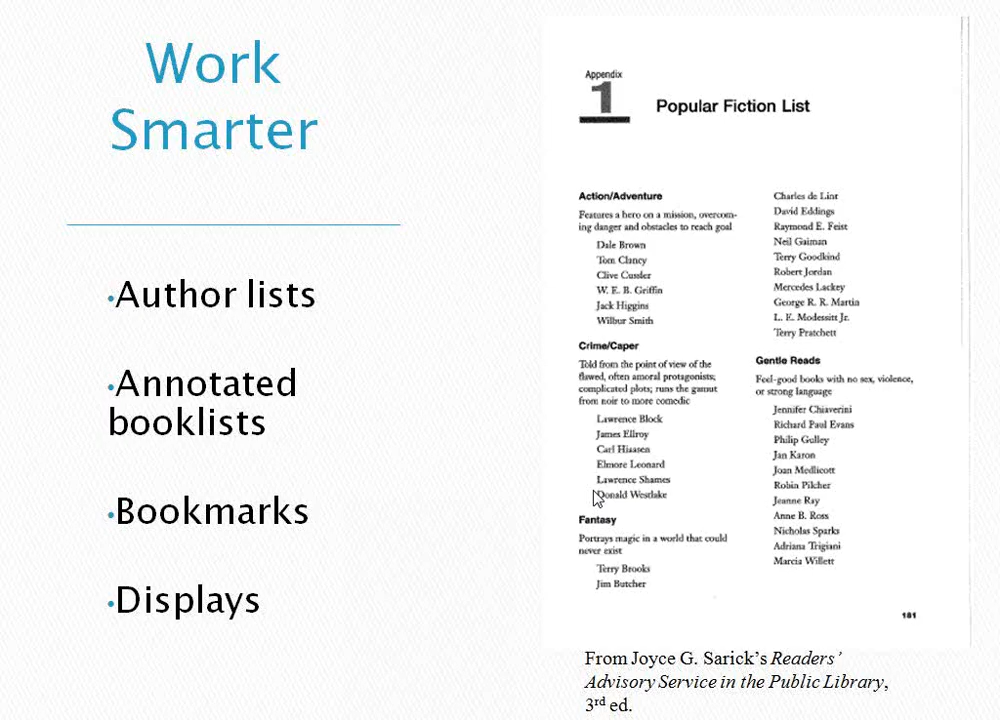 Work
Smarter
•Author lists
•Annotated
booklists
•Bookmarks
•Displays
Appendix
1
Popular Fiction List
Action/Adventure
Features a hero on a mission, overcom-
ing danger and obstacles to reach goal
Dale Brown
Tom Clancy
Clive Cussler
W. E. B. Griffin
Jack Higgins
Wilbur Smith
Crime/Caper
Told from the point of view of the
flawed, often amoral protagonists;
complicated plots; runs the gamut
from noir to more comedic
Lawrence Block
James Ellroy
Carl Hiaasen
Elmore Leonard
Lawrence Shames
Donald Westlake
Fantasy
Portrays magic in a world that could
never exist
Terry Brooks
Jim Butcher
Charles de Lint
David Eddings
Raymond E. Feist
Neil Gaiman
Terry Goodkind
Robert Jordan
Mercedes Lackey
George R. R. Martin
L. E. Modessitt Jr.
Terry Pratchett
Gentle Reads
Feel-good books with no sex, violence,
or strong language
Jennifer Chiaverini
Richard Paul Evans
Philip Gulley
Jan Karon
Joan Medlicott
Robin Pilcher
Jeanne Ray
Anne B. Ross
Nicholas Sparks
Adriana Trigiani
Marcia Willett
181
From Joyce G. Sarick’s Readers’
Advisory Service in the Public Library,
3rd ed.